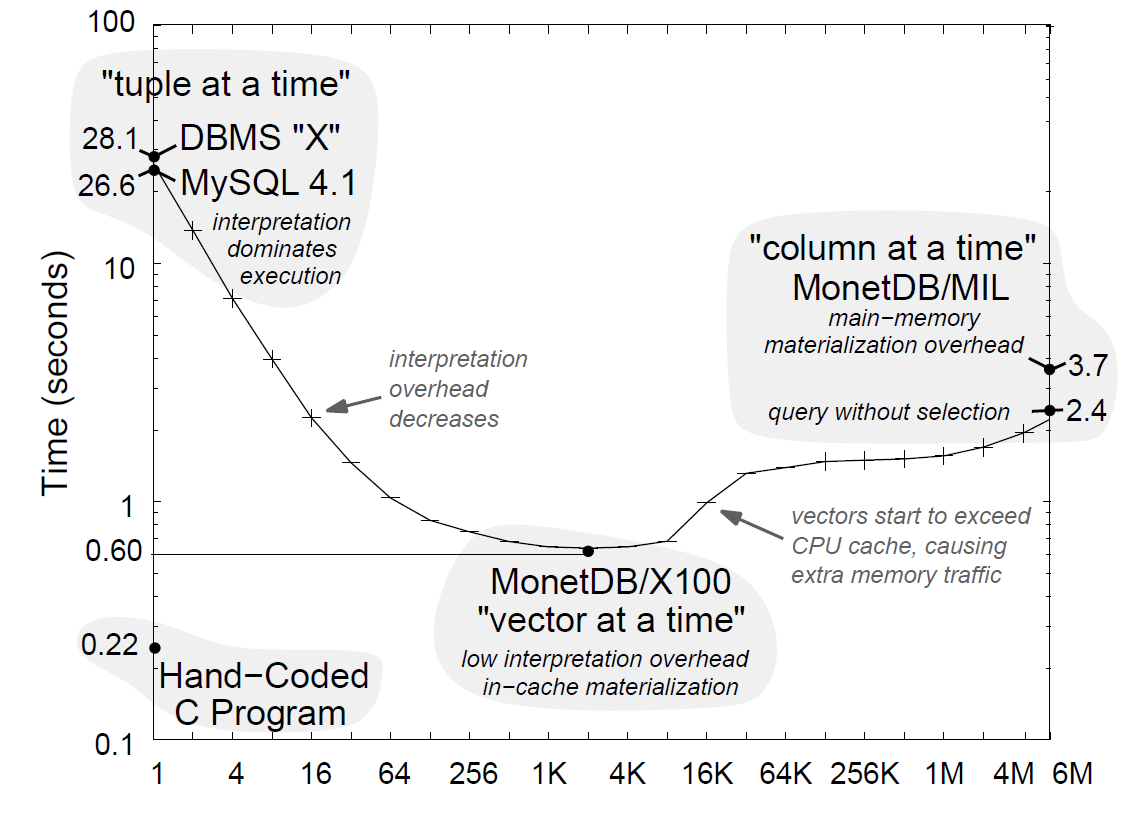 100
"tuple at a time"
28.1
DBMS "X"
26.6
MySQL 4.1
interpretation
dominates
execution
10
Time (seconds)
interpretation
overhead
decreases
"column at a time"
MonetDB/MIL
main−memory
materialization overhead
3.7
query without selection
2.4
1
0.60
vectors start to exceed
CPU cache, causing
extra memory traffic
MonetDB/X100
"vector at a time"
low interpretation overhead
in−cache materialization
0.22
Hand−Coded
C Program
0.1
1 4 16 64 256 1K 4K 16K 64K 256K 1M 4M 6M